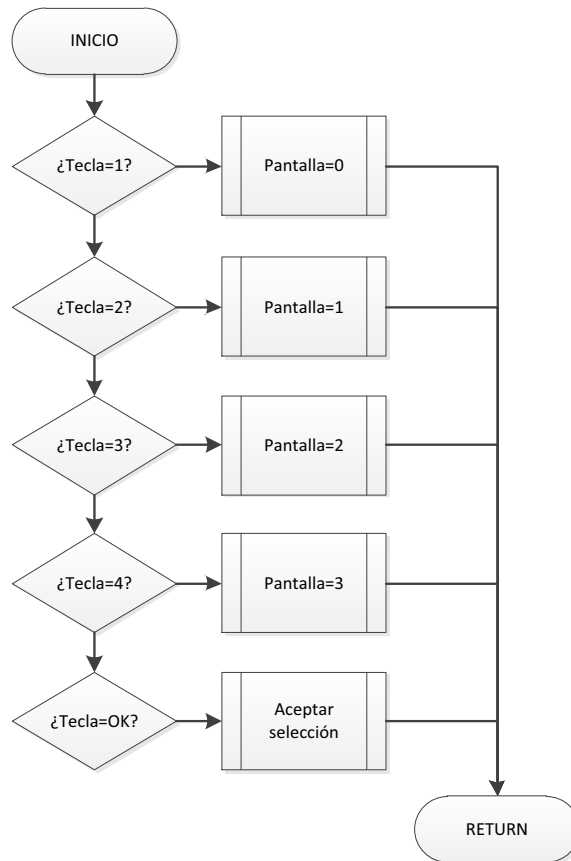 INICIO
¿Tecla=1?
Pantalla=0
¿Tecla=2?
Pantalla=1
¿Tecla=3?
Pantalla=2
¿Tecla=4?
Pantalla=3
¿Tecla=OK?
Aceptar
selección
RETURN